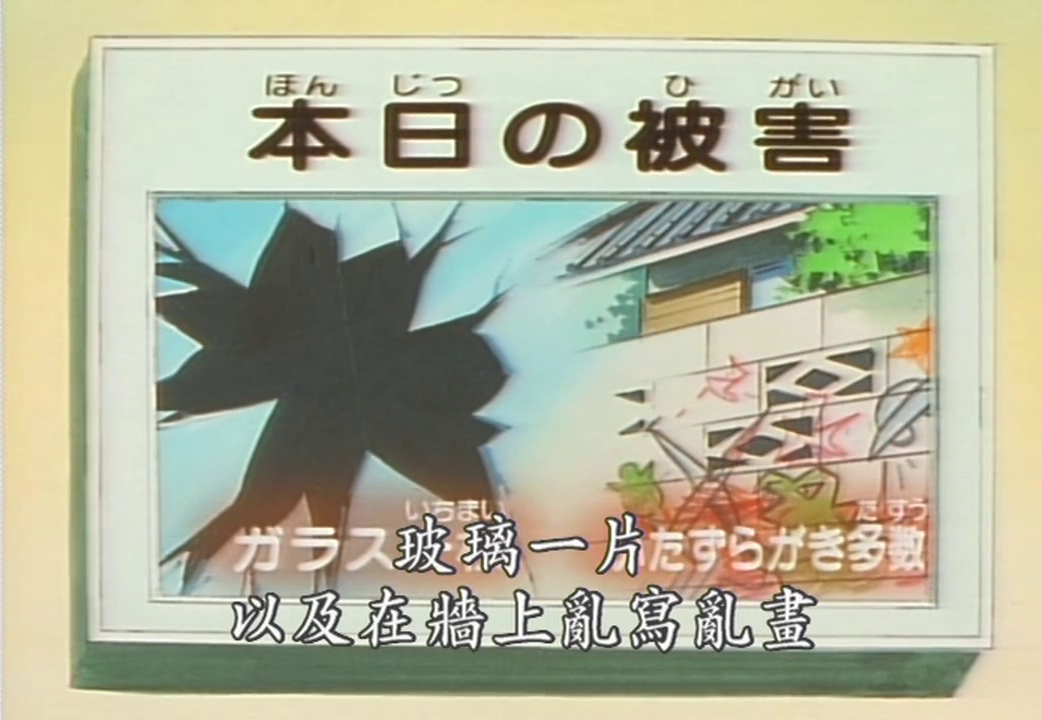 ほん じつ ひ がい
本日の被害
いちまい たすう
ガラス たずらがき多数
玻璃一片
以及在牆上亂寫亂畫